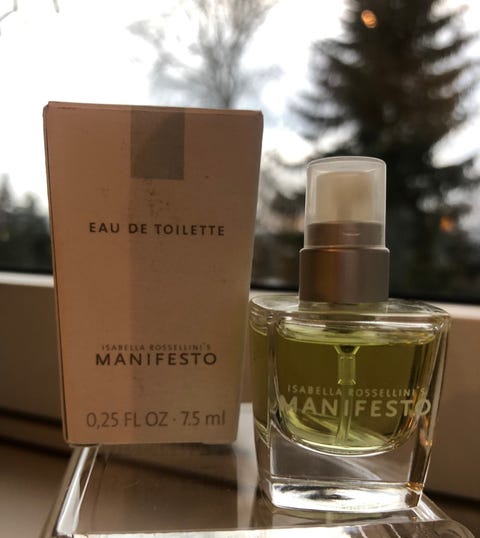 EAU DE TOILETTE
ISABELLA ROSSELLINI'S
MANIFESTO
0,25 FL OZ · 7.5 ml
ISABELLA ROSSELLINI'S
MANIFESTO